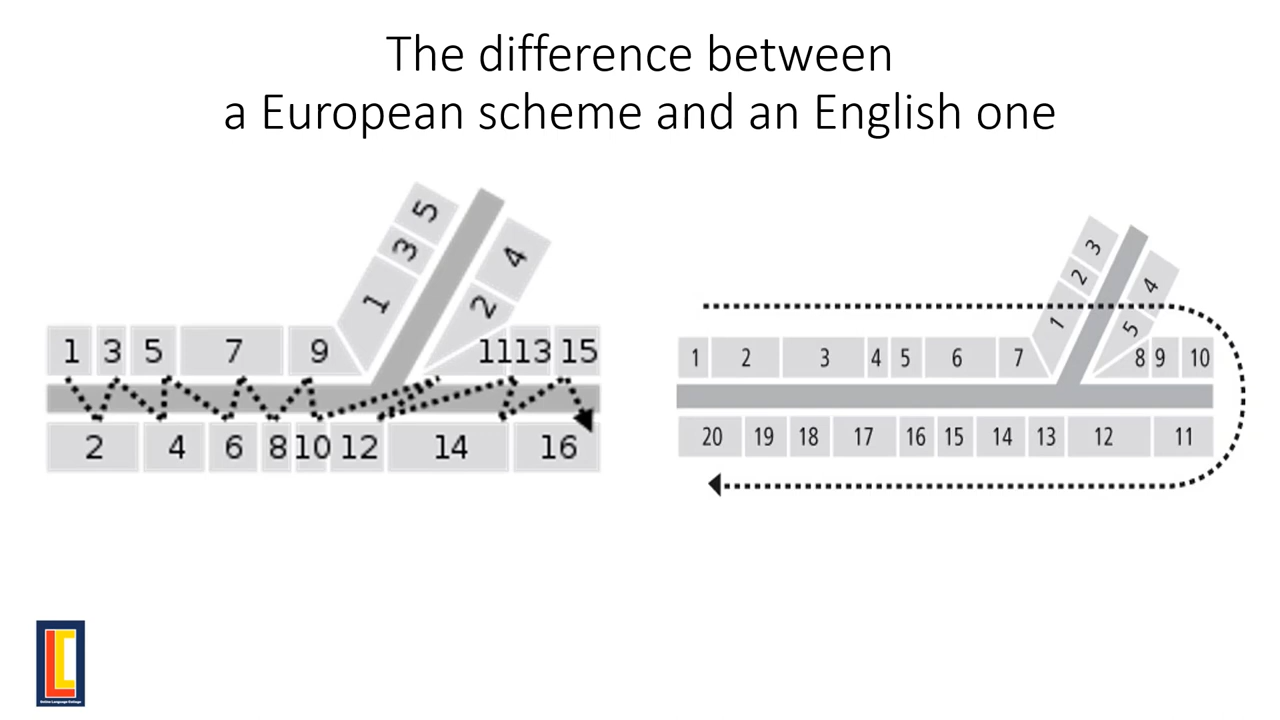 The difference between
a European scheme and an English one
5
3
1
4
2
1 3 5 7 9 11 13 15
2 4 6 8 10 12 14 16
3
2
1
4
5
1 2 3 4 5 6 7 8 9 10
20 19 18 17 16 15 14 13 12 11